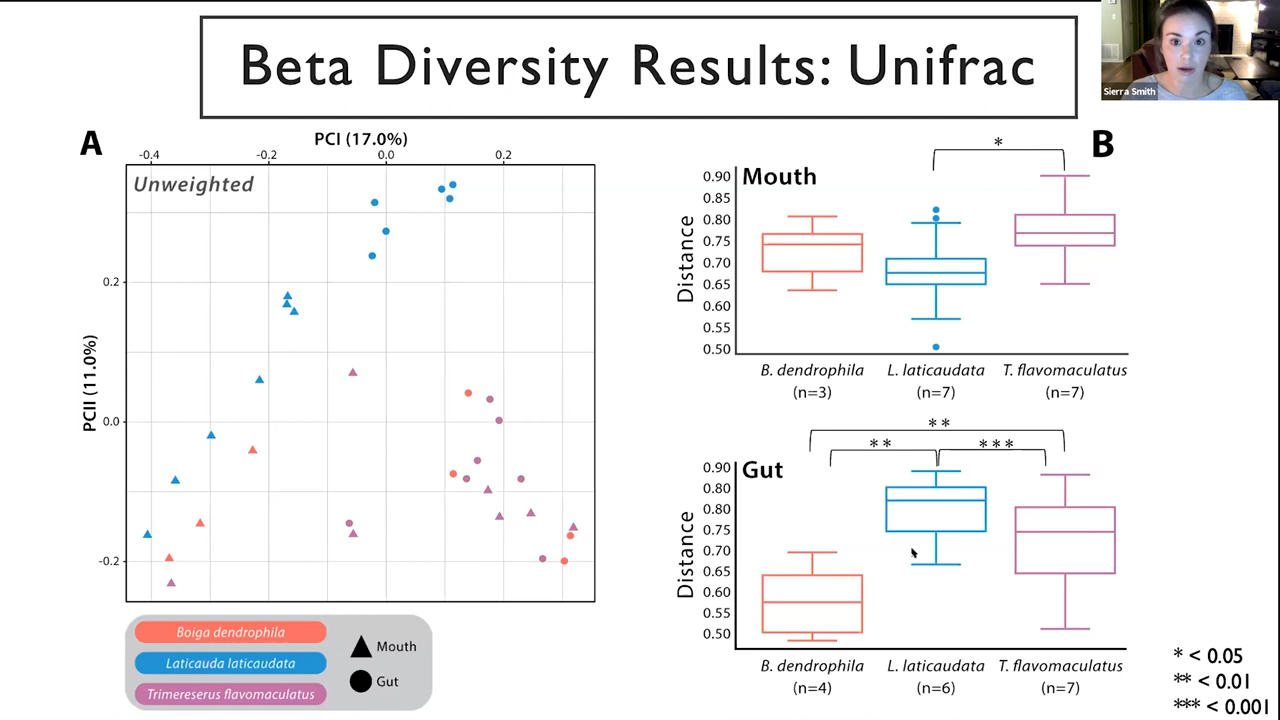 Beta Diversity Results: Unifrac
Sierra Smith
A
PCI (17.0%)
-0.4 -0.2 0.0 0.2
Unweighted
PCII (11.0%)
0.2
0.0
-0.2
Boiga dendrophila
Laticauda laticaudata
Trimereserus flavomaculatus
Mouth
Gut
B
*
Mouth
Distance
0.90
0.85
0.80
0.75
0.70
0.65
0.60
0.55
0.50
B. dendrophila L. laticaudata T. flavomaculatus
(n=3) (n=7) (n=7)
**
** ***
Gut
Distance
0.90
0.80
0.80
0.75
0.70
0.65
0.60
0.55
0.50
B. dendrophila L. laticaudata T. flavomaculatus
(n=4) (n=6) (n=7)
* < 0.05
** < 0.01
*** < 0.001